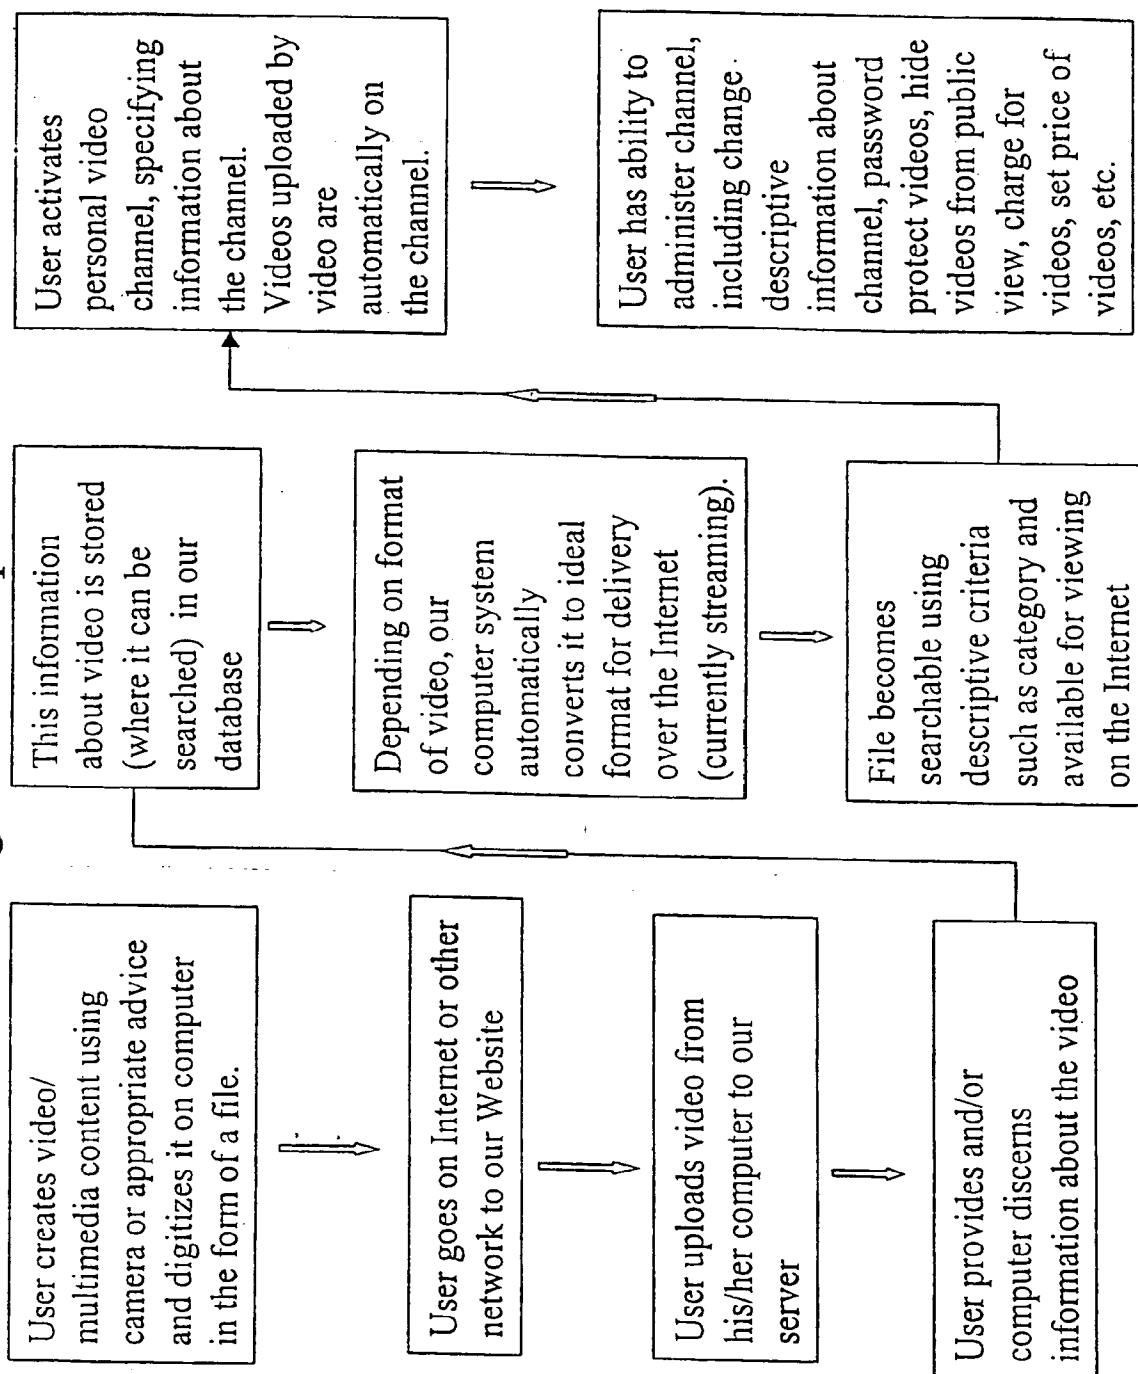 User creates video/
multimedia content using
camera or appropriate advice
and digitizes it on computer
in the form of a file.
User goes on Internet or other
network to our Website
User uploads video from
his/her computer to our
server
User provides and/or
computer discerns
information about the video
This information
about video is stored
(where it can be
searched) in our
database
Depending on format
of video, our
computer system
automatically
converts it to ideal
format for delivery
over the Internet
(currently streaming).
File becomes
searchable using
descriptive criteria
such as category and
available for viewing
on the Internet
User activates
personal video
channel, specifying
information about
the channel.
Videos uploaded by
video are
automatically on
the channel.
User has ability to
administer channel,
including change
descriptive
information about
channel, password
protect videos, hide
videos from public
view, charge for
videos, set price of
videos, etc.